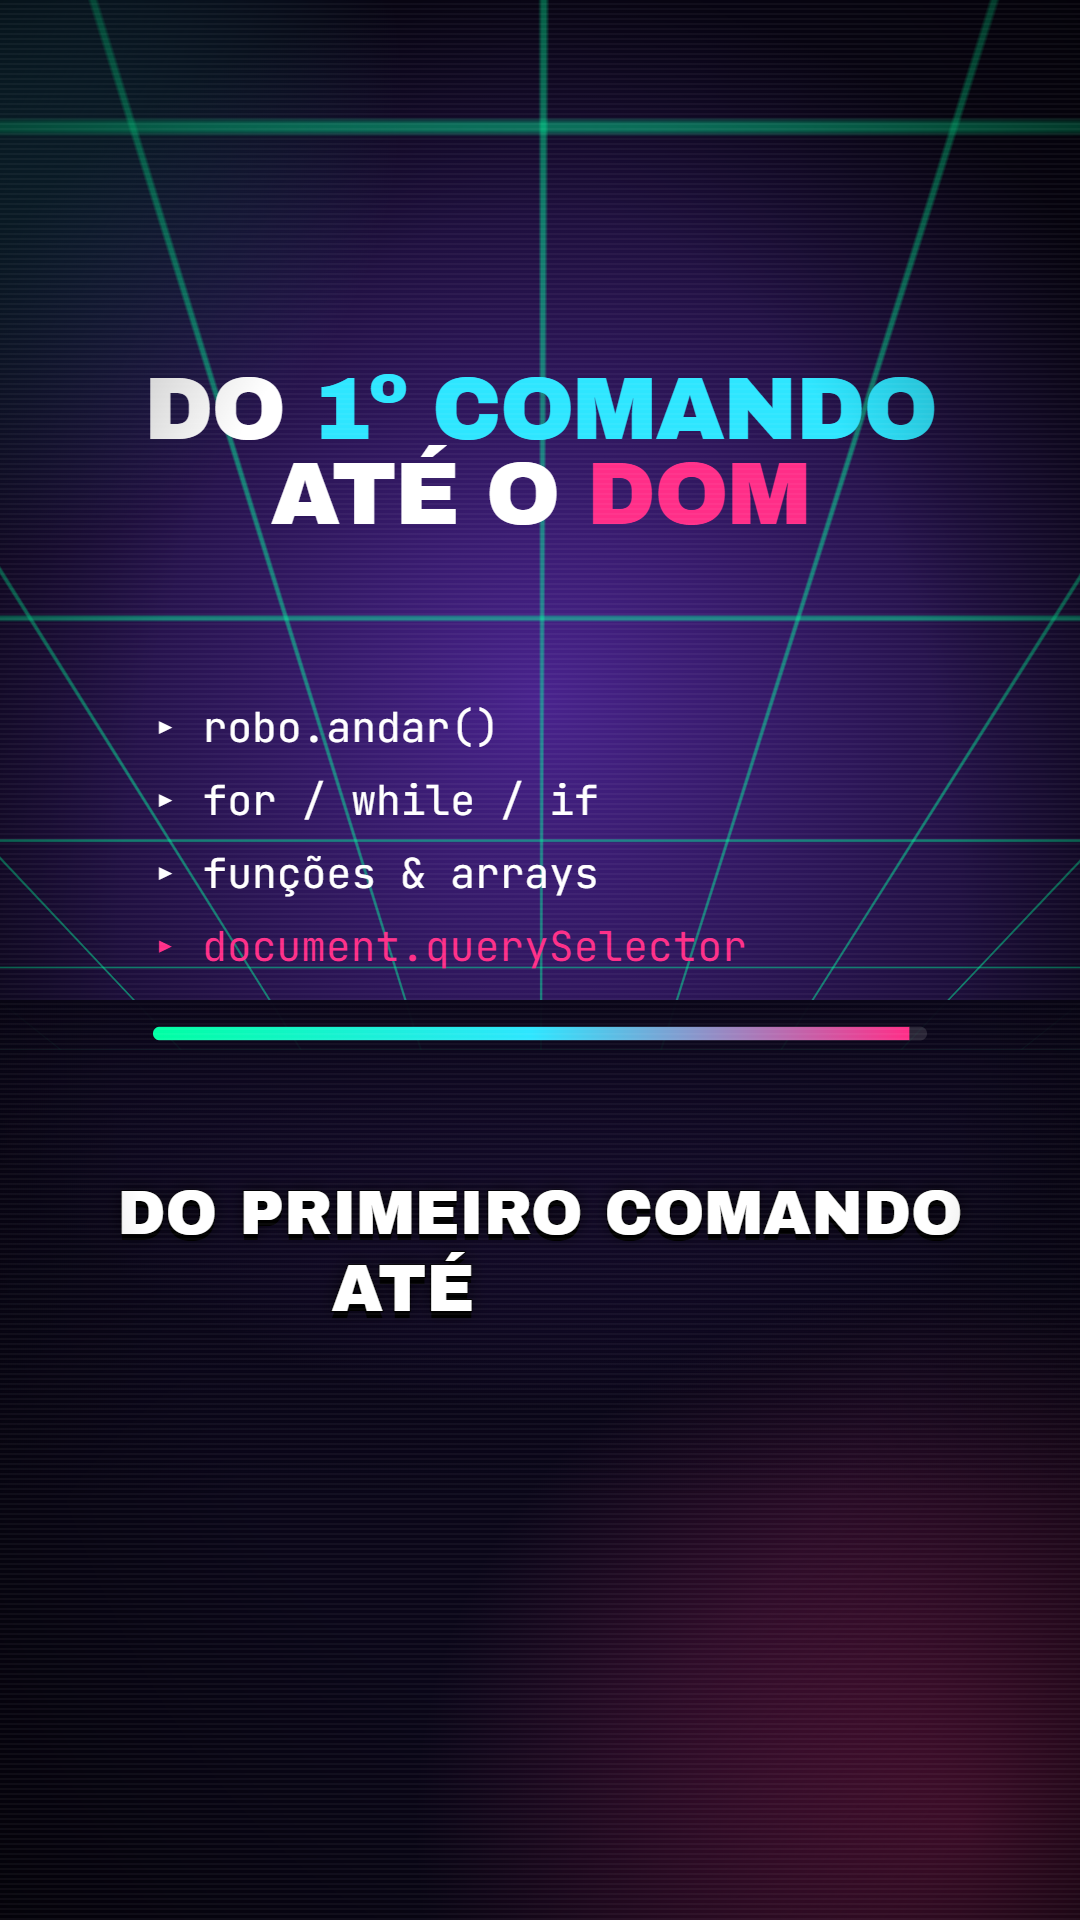 DO 1º COMANDO
ATÉ O DOM
▸ robo.andar()
▸ for / while / if
▸ funções & arrays
▸ document.querySelector
DO PRIMEIRO COMANDO
ATÉ